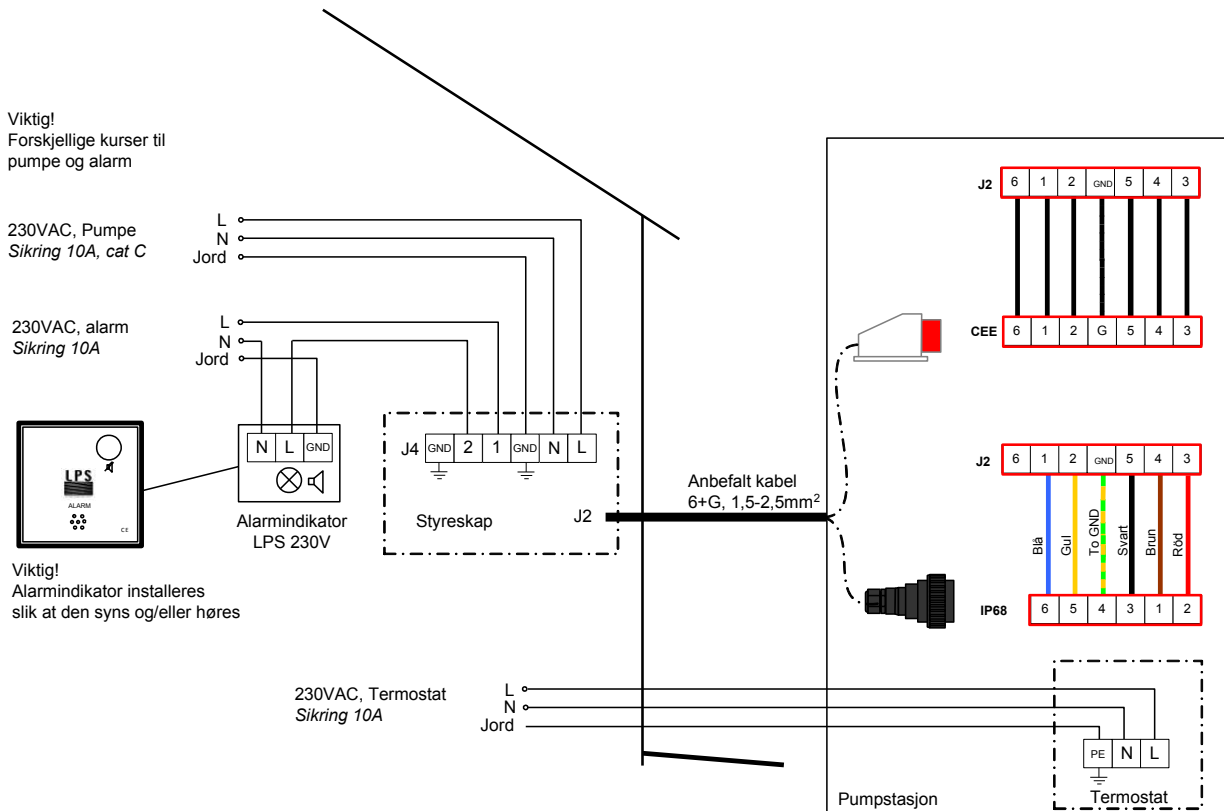 Viktig!
Forskjellige kurser til
pumpe og alarm
230VAC, Pumpe
Sikring 10A, cat C
L
N
Jord
230VAC, alarm
Sikring 10A
L
N
Jord
LPS
ALARM
CE
Viktig!
Alarmindikator installeres
slik at den syns og/eller høres
N L GND
Alarmindikator
LPS 230V
J4 GND 2 1 GND N L
Styreskap
J2
Anbefalt kabel
6+G, 1,5-2,5mm²
J2 6 1 2 GND 5 4 3
CEE 6 1 2 G 5 4 3
J2 6 1 2 GND 5 4 3
Blå
Gul
To GND
Svart
Brun
Röd
IP68 6 5 4 3 1 2
230VAC, Termostat
Sikring 10A
L
N
Jord
PE N L
Termostat
Pumpstasjon